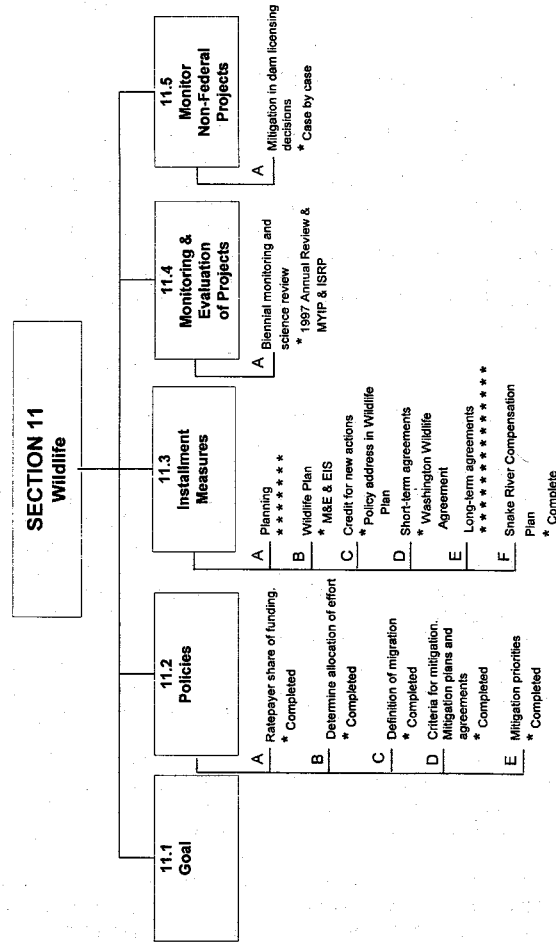 SECTION 11
Wildlife
11.1
Goal
11.2
Policies
A Ratepayer share of funding.
* Completed
B Determine allocation of effort
* Completed
C Definition of migration
* Completed
D Criteria for mitigation.
Mitigation plans and
agreements
* Completed
E Mitigation priorities
* Completed
11.3
Installment
Measures
A Planning
* * * * * * *
B Wildlife Plan
* M&E & EIS
C Credit for new actions
* Policy address in Wildlife
Plan
D Short-term agreements
* Washington Wildlife
Agreement
E Long-term agreements
* * * * * * * * * * * * * * *
F Snake River Compensation
Plan
* Complete
11.4
Monitoring &
Evaluation
of Projects
A Biennial monitoring and
science review
* 1997 Annual Review &
MYIP & ISRP
11.5
Monitor
Non-Federal
Projects
A Mitigation in dam licensing
decisions
* Case by case